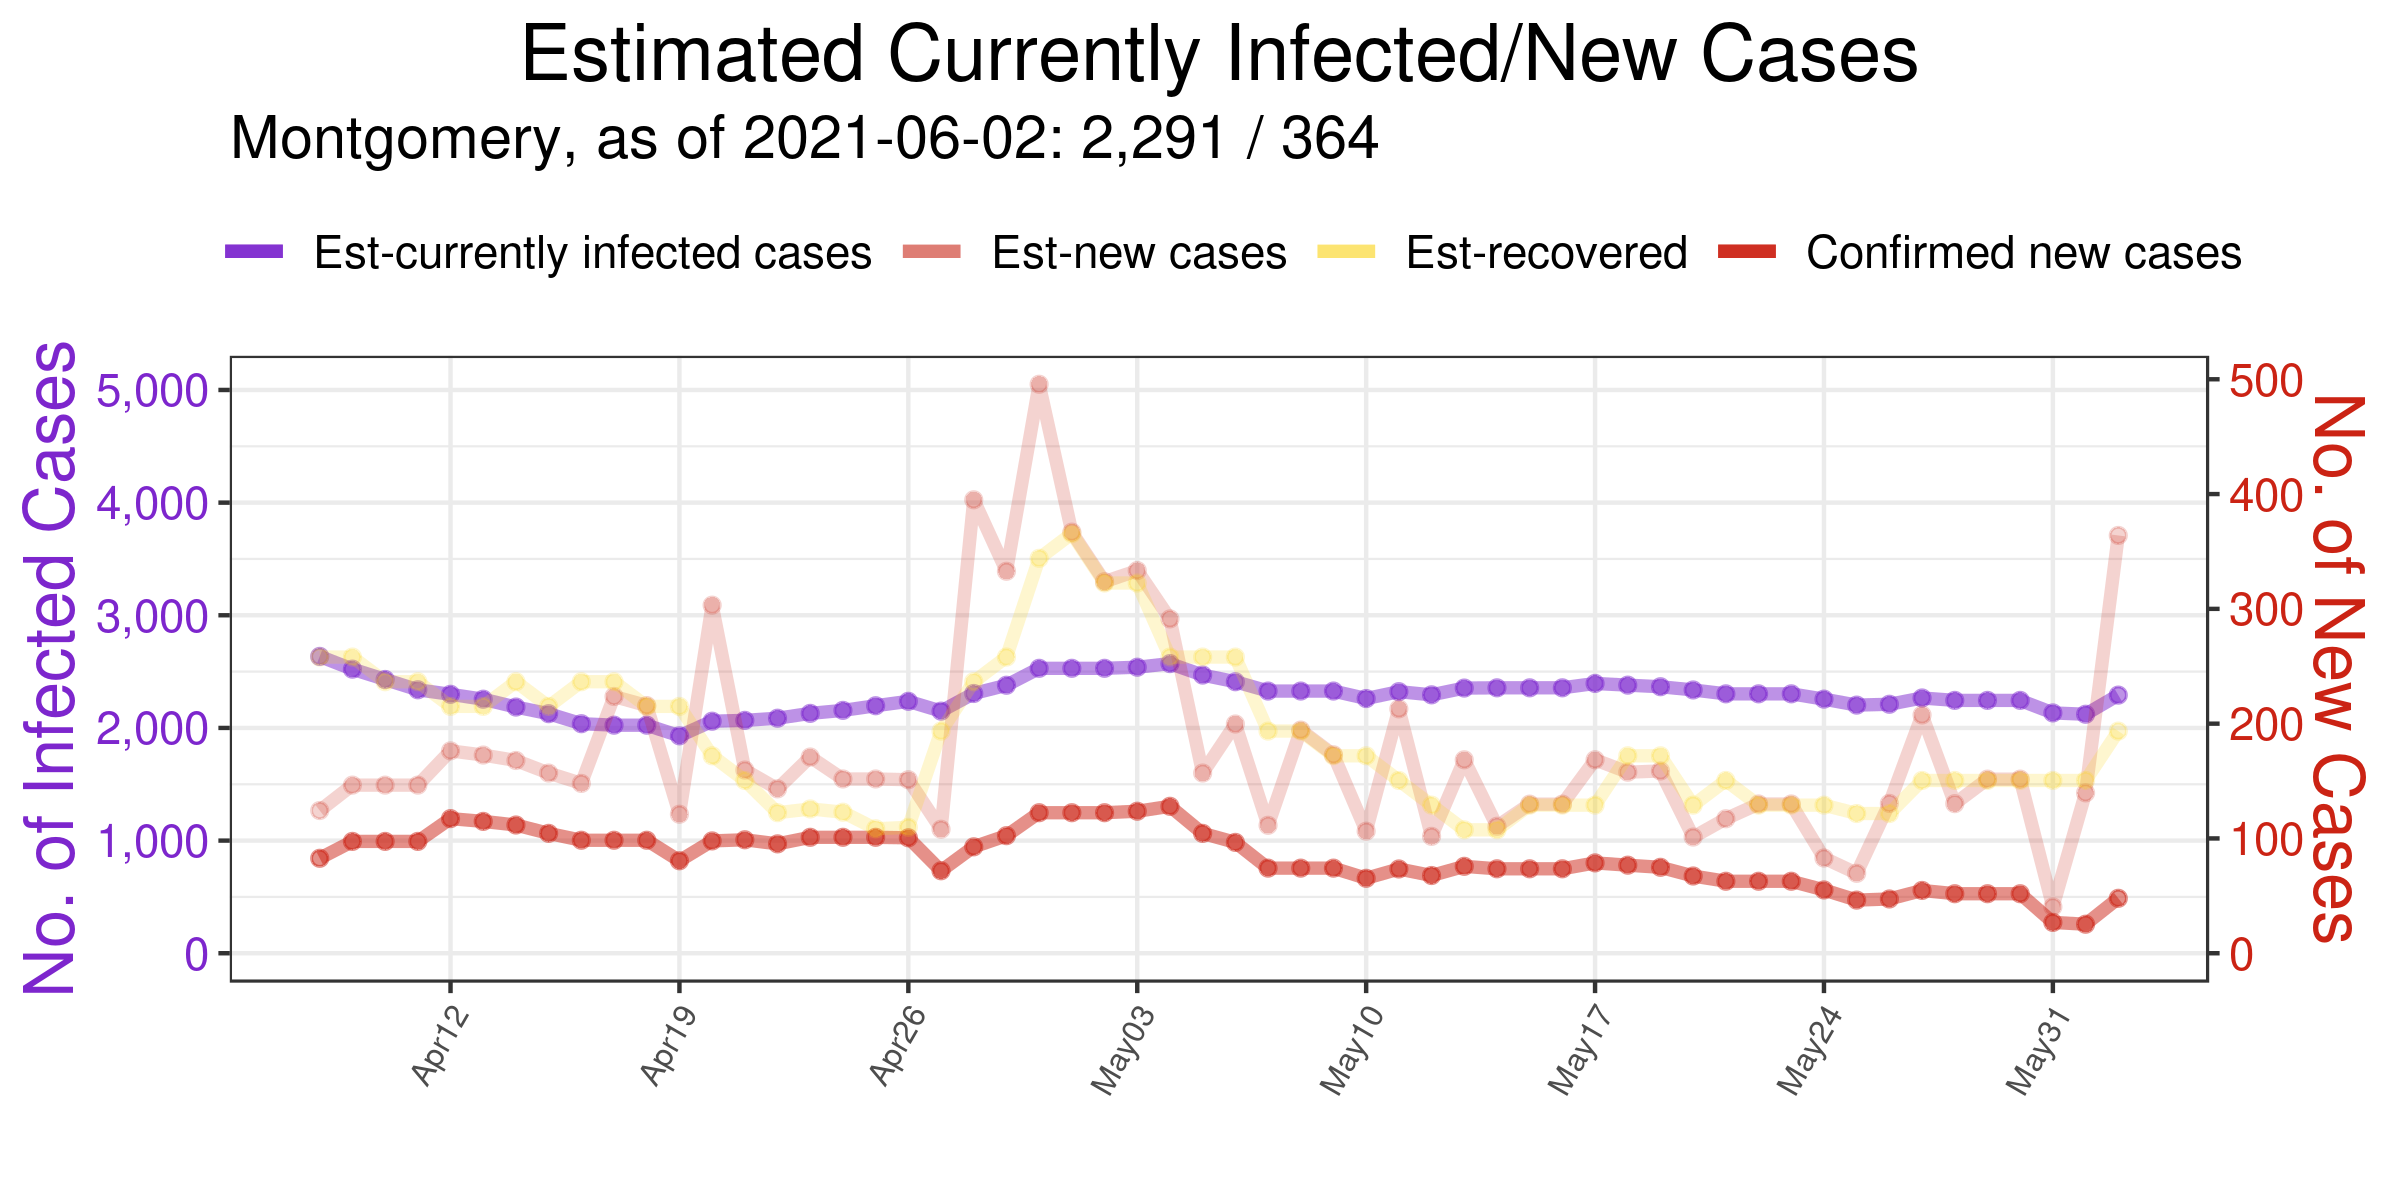 Estimated Currently Infected/New Cases
Montgomery, as of 2021-06-02: 2,291 / 364
Est-currently infected cases Est-new cases Est-recovered Confirmed new cases
No. of Infected Cases
5,000
4,000
3,000
2,000
1,000
0
500
400
300
200
100
0
No. of New Cases
Apr12 Apr19 Apr26 May03 May10 May17 May24 May31